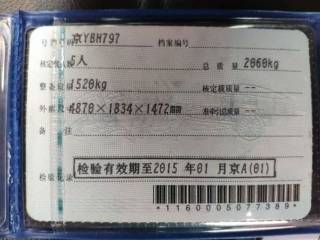 号牌号码 京YBH797 档案编号
核定载人数 5人 总质量 2060kg
整备质量 1520kg 核定载质量 --
外廓尺寸 4870×1834×1472mm 准牵引总质量 --
备注
检验记录 检验有效期至2015 年01 月京A(01)
*1160005077389*